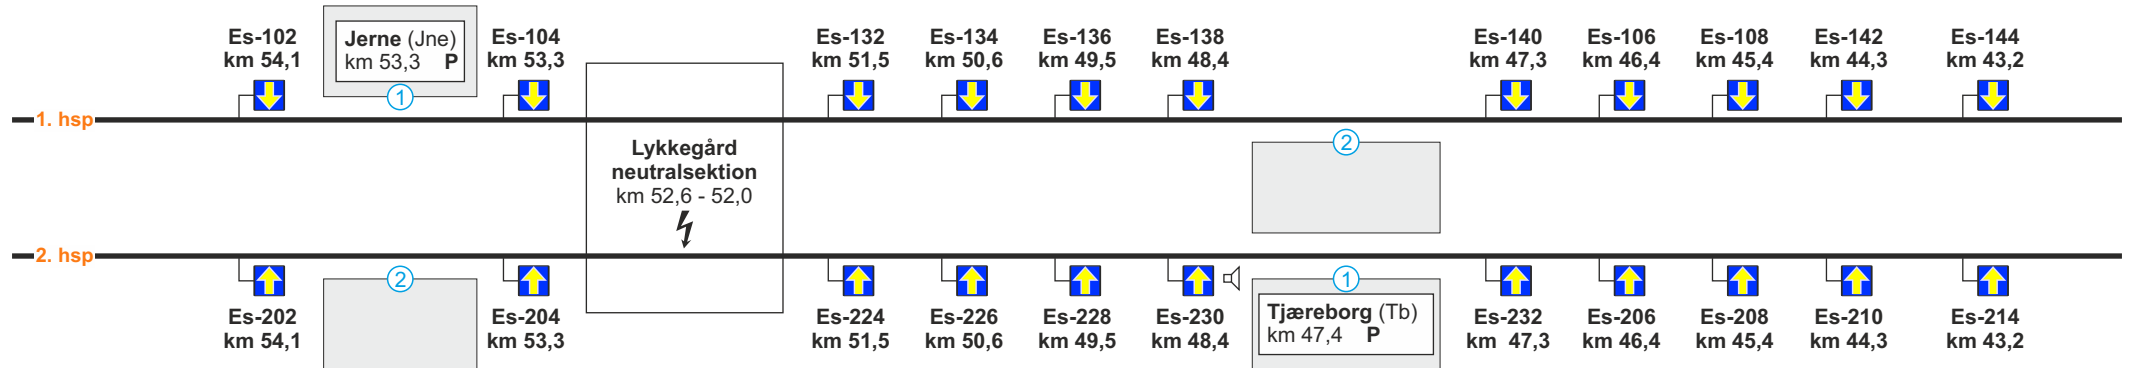 Es-102
km 54,1
Jerne (Jne)
km 53,3 P
1
Es-104
km 53,3
Es-132
km 51,5
Es-134
km 50,6
Es-136
km 49,5
Es-138
km 48,4
Es-140
km 47,3
Es-106
km 46,4
Es-108
km 45,4
Es-142
km 44,3
Es-144
km 43,2
1. hsp
Lykkegård
neutralsektion
km 52,6 - 52,0
2
2. hsp
Es-202
km 54,1
2
Es-204
km 53,3
Es-224
km 51,5
Es-226
km 50,6
Es-228
km 49,5
Es-230
km 48,4
1
Tjæreborg (Tb)
km 47,4 P
Es-232
km 47,3
Es-206
km 46,4
Es-208
km 45,4
Es-210
km 44,3
Es-214
km 43,2